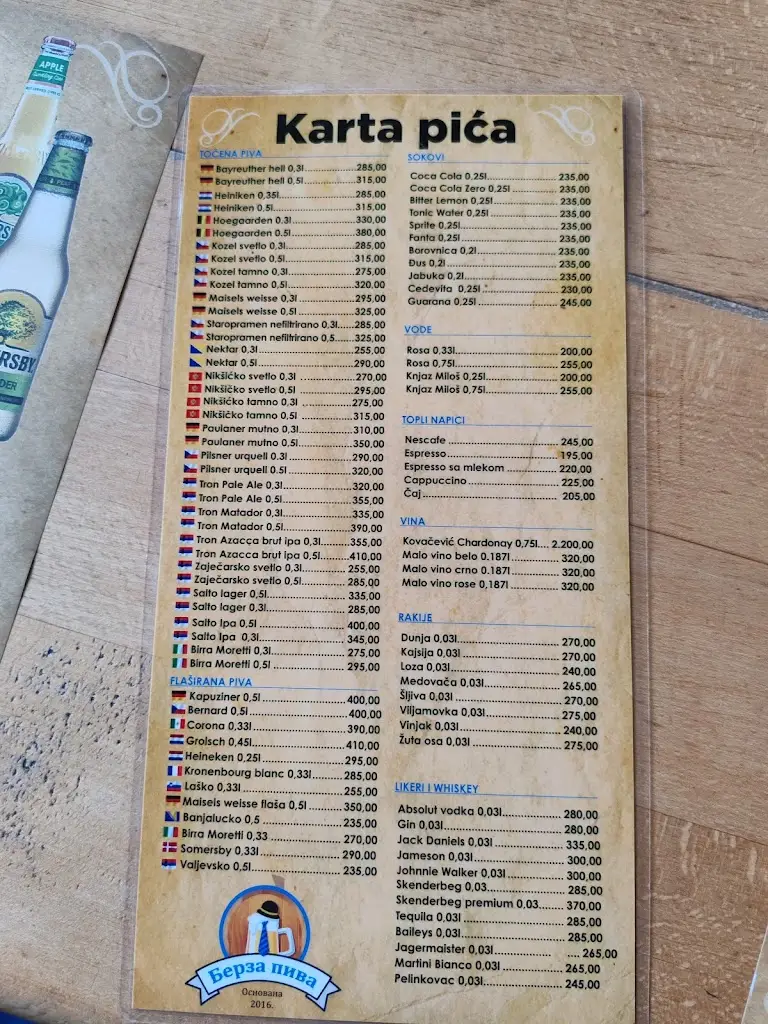 APPLE
RSBY
DER
Karta pića
TOČENA PIVA
Bayreuther hell 0,3l 285,00
Bayreuther hell 0,5l 315,00
Heiniken 0,35l 285,00
Heiniken 0,5l 315,00
Hoegaarden 0.3l 330,00
Hoegaarden 0.5l 380,00
Kozel svetlo 0,3l 285,00
Kozel svetlo 0,5l 315,00
Kozel tamno 0,3l 275,00
Kozel tamno 0,5l 320,00
Maisels weisse 0,3l 295,00
Maisels weisse 0,5l 325,00
Staropramen nefiltrirano 0,3l 285,00
Staropramen nefiltrirano 0,5 325,00
Nektar 0,3l 255,00
Nektar 0,5l 290,00
Nikšičko svetlo 0,3l 270,00
Nikšičko svetlo 0,5l 295,00
Nikšičko tamno 0,3l 275,00
Nikšičko tamno 0,5l 315,00
Paulaner mutno 0,3l 310,00
Paulaner mutno 0,5l 350,00
Pilsner urquell 0.3l 290,00
Pilsner urquell 0.5l 320,00
Tron Pale Ale 0,3l 320,00
Tron Pale Ale 0,5l 355,00
Tron Matador 0,3l 335,00
Tron Matador 0,5l 390,00
Tron Azacca brut ipa 0,3l 355,00
Tron Azacca brut ipa 0,5l 410,00
Zaječarsko svetlo 0,3l 255,00
Zaječarsko svetlo 0,5l 285,00
Salto lager 0,5l 335,00
Salto lager 0,3l 285,00
Salto Ipa 0,5l 400,00
Salto Ipa 0,3l 345,00
Birra Moretti 0,3l 275,00
Birra Moretti 0,5l 295,00
FLAŠIRANA PIVA
Kapuziner 0,5l 400,00
Bernard 0,5l 400,00
Corona 0,33l 390,00
Grolsch 0,45l 410,00
Heineken 0,25l 295,00
Kronenbourg blanc 0,33l 285,00
Laško 0,33l 255,00
Maisels weisse flaša 0,5l 350,00
Banjalucko 0,5 235,00
Birra Moretti 0,33 270,00
Somersby 0,33l 290,00
Valjevsko 0,5l 235,00
Берза пива
Основана
2016.
SOKOVI
Coca Cola 0,25l 235,00
Coca Cola Zero 0,25l 235,00
Bitter Lemon 0,25l 235,00
Tonic Water 0,25l 235,00
Sprite 0,25l 235,00
Fanta 0,25l 235,00
Borovnica 0,2l 235,00
Đus 0,2l 235,00
Jabuka 0,2l 235,00
Cedevita 0,25l 230,00
Guarana 0,25l 245,00
VODE
Rosa 0,33l 200,00
Rosa 0,75l 255,00
Knjaz Miloš 0,25l 200,00
Knjaz Miloš 0,75l 255,00
TOPLI NAPICI
Nescafe 245,00
Espresso 195,00
Espresso sa mlekom 220,00
Cappuccino 225,00
Čaj 205,00
VINA
Kovačević Chardonay 0,75l 2.200,00
Malo vino belo 0.187l 320,00
Malo vino crno 0.187l 320,00
Malo vino rose 0,187l 320,00
RAKIJE
Dunja 0,03l 270,00
Kajsija 0,03l 270,00
Loza 0,03l 240,00
Medovača 0,03l 265,00
Šljiva 0,03l 270,00
Viljamovka 0,03l 275,00
Vinjak 0,03l 240,00
Žuta osa 0,03l 275,00
LIKERI I WHISKEY
Absolut vodka 0,03l 280,00
Gin 0,03l 280,00
Jack Daniels 0,03l 335,00
Jameson 0,03l 300,00
Johnnie Walker 0,03l 300,00
Skenderbeg 0,03 285,00
Skenderbeg premium 0,03 370,00
Tequila 0,03l 285,00
Baileys 0,03l 285,00
Jagermaister 0,03l 265,00
Martini Bianco 0,03l 265,00
Pelinkovac 0,03l 245,00